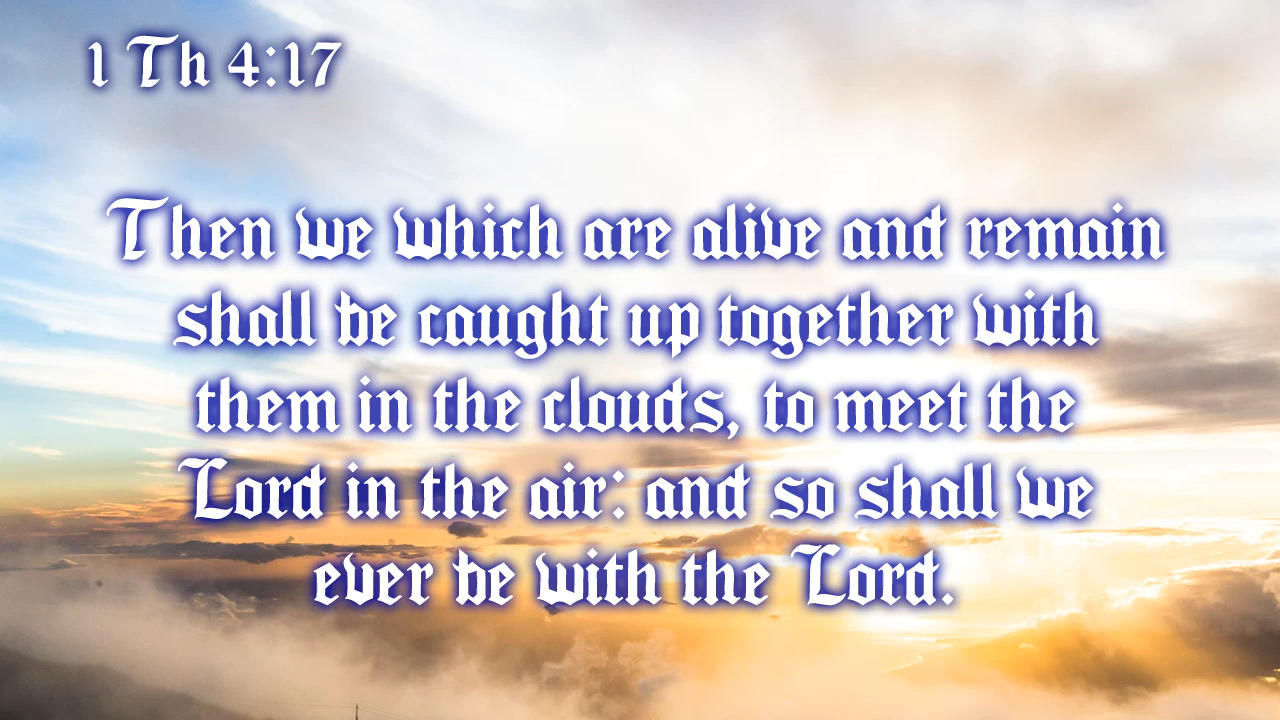 1 Th 4:17
Then we which are alive and remain
shall be caught up together with
them in the clouds, to meet the
Lord in the air: and so shall we
ever be with the Lord.